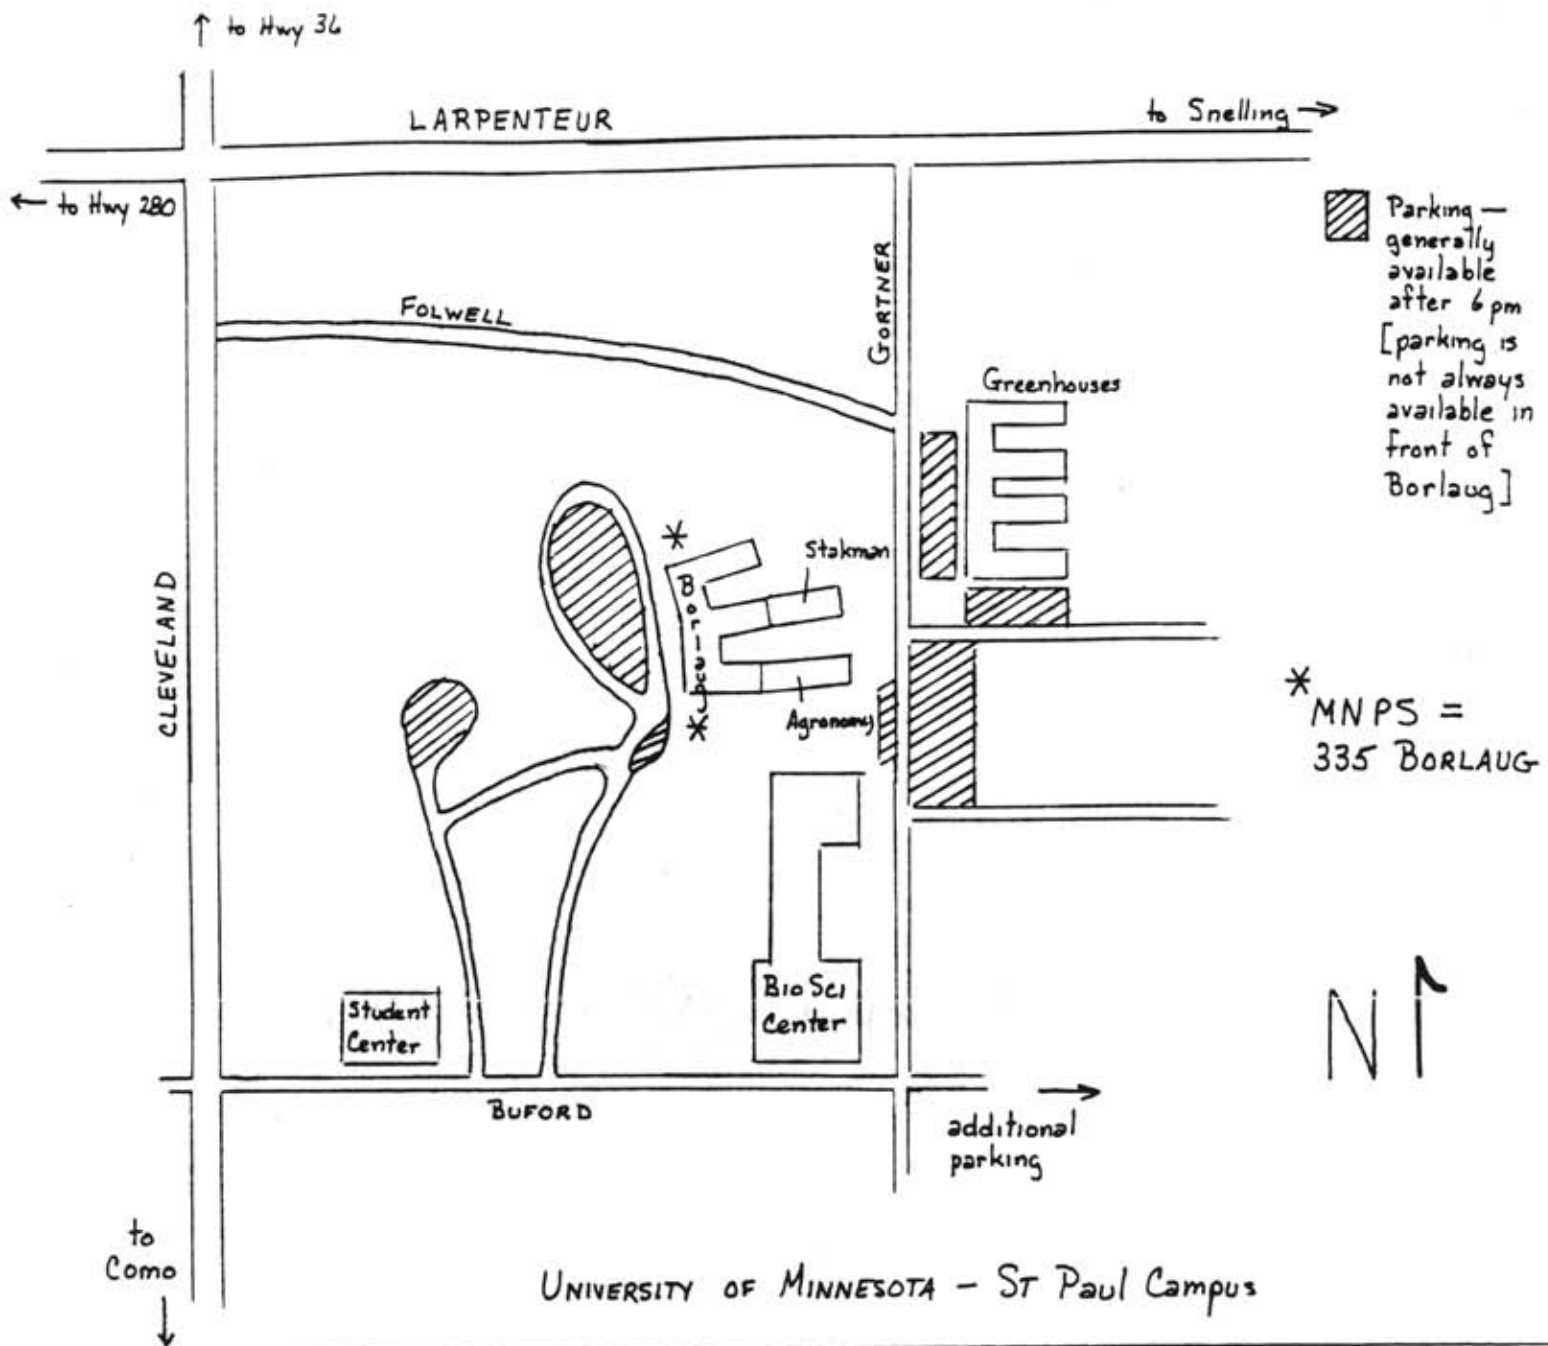 ↑ to Hwy 36
LARPENTEUR
to Snelling →
← to Hwy 280
Parking —
generally
available
after 6 pm
[parking is
not always
available in
front of
Borlaug]
FOLWELL
GORTNER
Greenhouses
CLEVELAND
*
Stakman
Borlaug
Agronomy
*
*MNPS =
335 BORLAUG
Student
Center
BioSci
Center
N
BUFORD
additional
parking
to
Como
UNIVERSITY OF MINNESOTA – ST Paul Campus